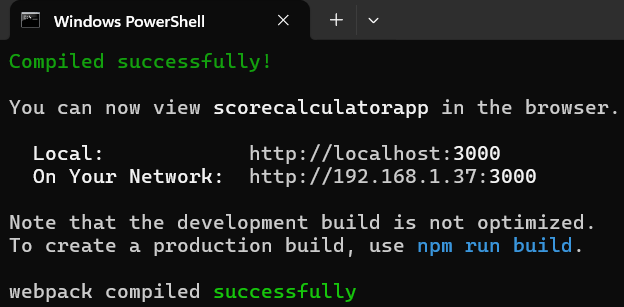 Windows PowerShell
Compiled successfully!
You can now view scorecalculatorapp in the browser.
Local: http://localhost:3000
On Your Network: http://192.168.1.37:3000
Note that the development build is not optimized.
To create a production build, use npm run build.
webpack compiled successfully